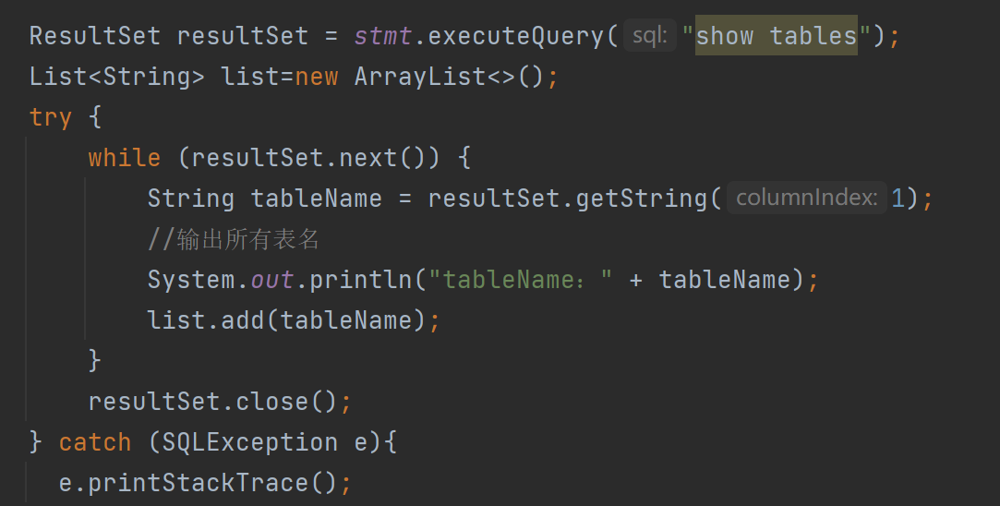 ResultSet resultSet = stmt.executeQuery( sql: "show tables");
List<String> list=new ArrayList<>();
try {
    while (resultSet.next()) {
        String tableName = resultSet.getString( columnIndex: 1);
        //输出所有表名
        System.out.println("tableName：" + tableName);
        list.add(tableName);
    }
    resultSet.close();
} catch (SQLException e){
  e.printStackTrace();